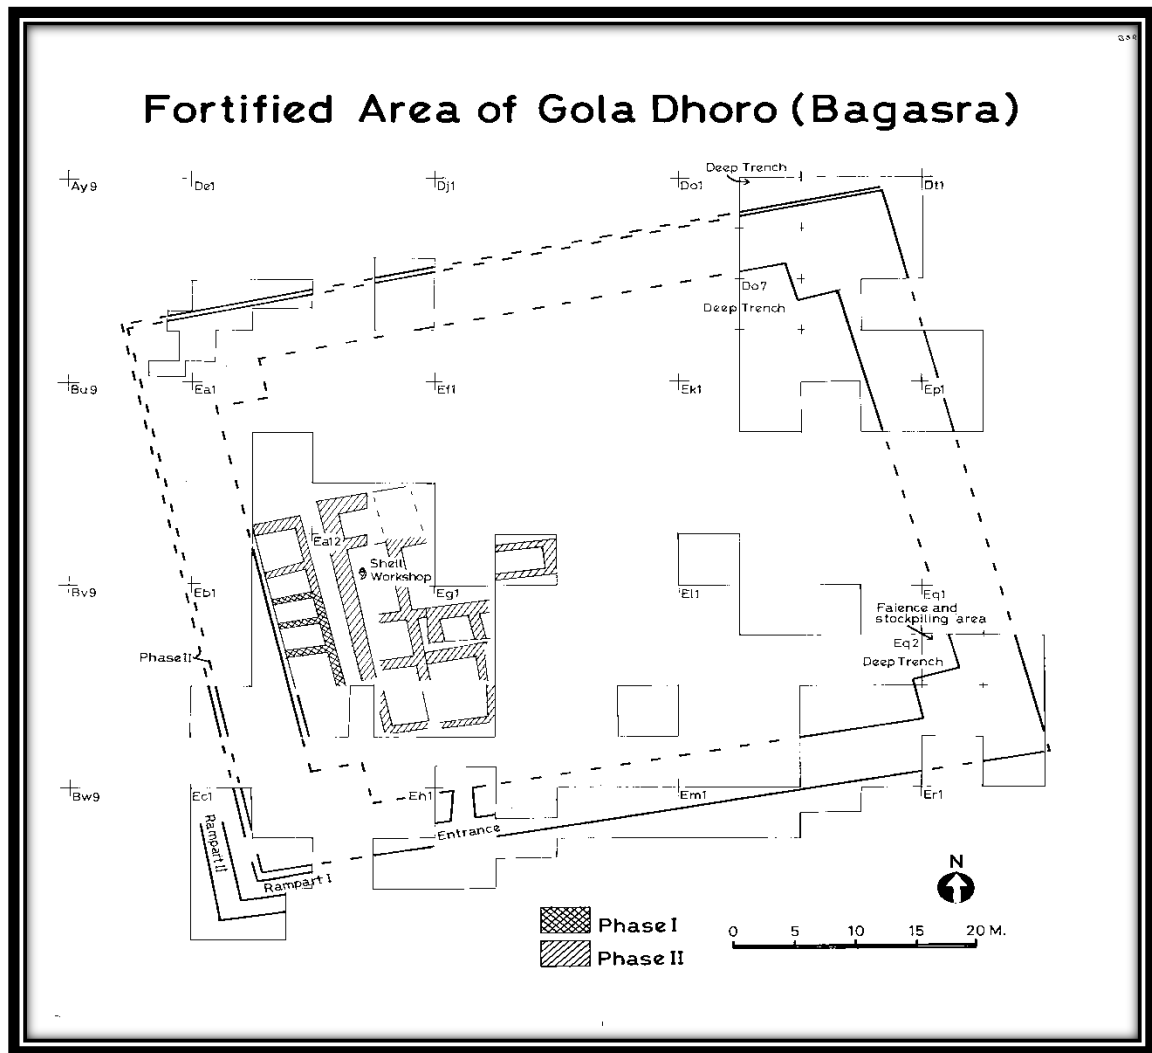 Fortified Area of Gola Dhoro (Bagasra)
Deep Trench
Ay9
De1
Dj1
Do1
Dt1
Do7
Deep Trench
Bu9
Ea1
Ef1
Ek1
Ep1
Ea12
Shell
Workshop
Bv9
Eb1
Eg1
El1
Eq1
Faience and
stockpiling area
Eq2
Deep Trench
Phase II
Bw9
Ec1
Eh1
Em1
Er1
Entrance
Rampart II
Rampart I
N
Phase I
Phase II
0 5 10 15 20 M.